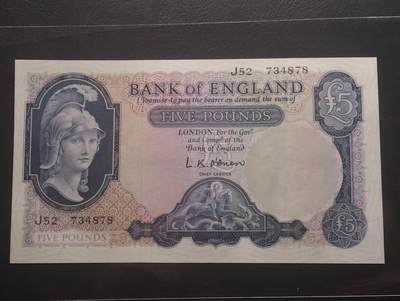 J52 734878
BANK OF ENGLAND
I promise to pay the bearer on demand the sum of
£5
FIVE POUNDS
LONDON, For the Gov.r
and Comp.a of the
Bank of England
L.K. O'Brien
CHIEF CASHIER
J52 734878
FIVE POUNDS
£5